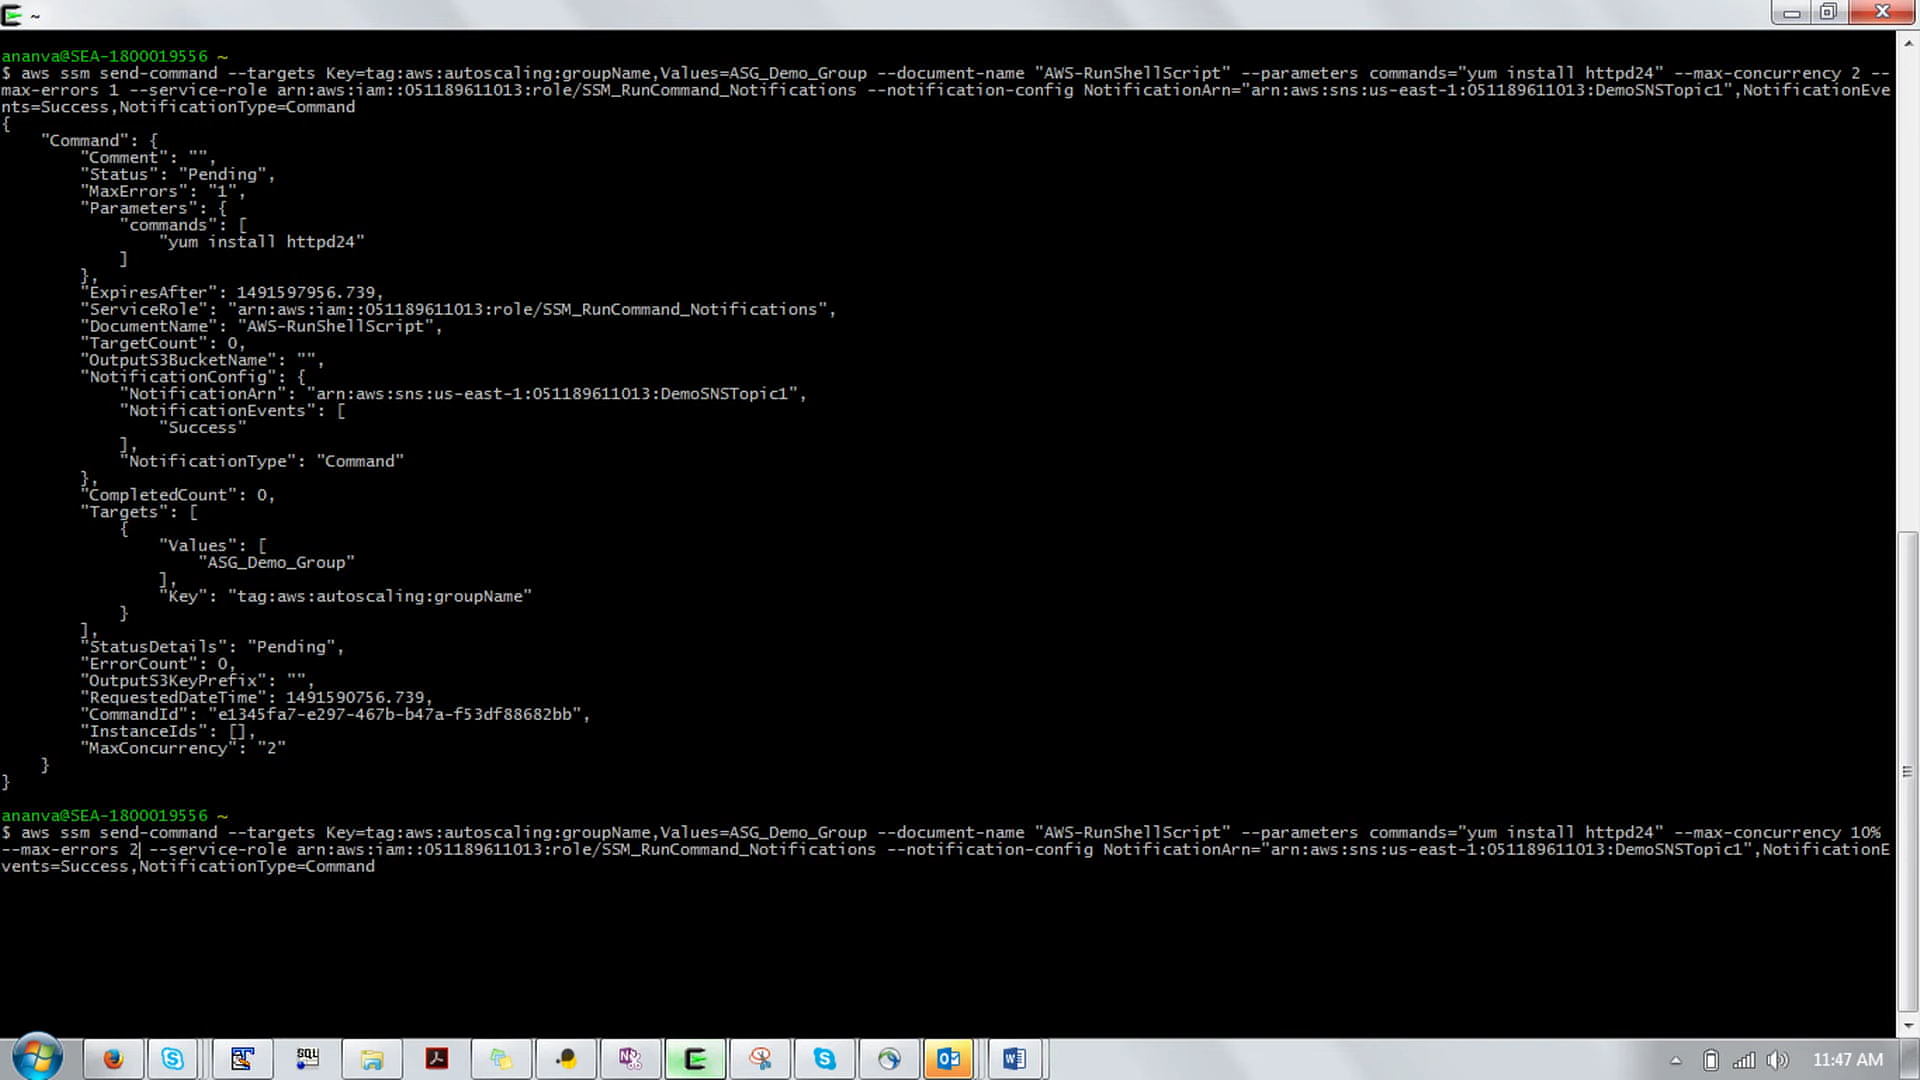 ~
ananva@SEA-1800019556 ~
$ aws ssm send-command --targets Key=tag:aws:autoscaling:groupName,Values=ASG_Demo_Group --document-name "AWS-RunShellScript" --parameters commands="yum install httpd24" --max-concurrency 2 --
max-errors 1 --service-role arn:aws:iam::051189611013:role/SSM_RunCommand_Notifications --notification-config NotificationArn="arn:aws:sns:us-east-1:051189611013:DemoSNSTopic1",NotificationEve
nts=Success,NotificationType=Command
{
    "Command": {
        "Comment": "",
        "Status": "Pending",
        "MaxErrors": "1",
        "Parameters": {
            "commands": [
                "yum install httpd24"
            ]
        },
        "ExpiresAfter": 1491597956.739,
        "ServiceRole": "arn:aws:iam::051189611013:role/SSM_RunCommand_Notifications",
        "DocumentName": "AWS-RunShellScript",
        "TargetCount": 0,
        "OutputS3BucketName": "",
        "NotificationConfig": {
            "NotificationArn": "arn:aws:sns:us-east-1:051189611013:DemoSNSTopic1",
            "NotificationEvents": [
                "Success"
            ],
            "NotificationType": "Command"
        },
        "CompletedCount": 0,
        "Targets": [
            {
                "Values": [
                    "ASG_Demo_Group"
                ],
                "Key": "tag:aws:autoscaling:groupName"
            }
        ],
        "StatusDetails": "Pending",
        "ErrorCount": 0,
        "OutputS3KeyPrefix": "",
        "RequestedDateTime": 1491590756.739,
        "CommandId": "e1345fa7-e297-467b-b47a-f53df88682bb",
        "InstanceIds": [],
        "MaxConcurrency": "2"
    }
}
ananva@SEA-1800019556 ~
$ aws ssm send-command --targets Key=tag:aws:autoscaling:groupName,Values=ASG_Demo_Group --document-name "AWS-RunShellScript" --parameters commands="yum install httpd24" --max-concurrency 10%
--max-errors 2 --service-role arn:aws:iam::051189611013:role/SSM_RunCommand_Notifications --notification-config NotificationArn="arn:aws:sns:us-east-1:051189611013:DemoSNSTopic1",NotificationE
vents=Success,NotificationType=Command
SQL
11:47 AM